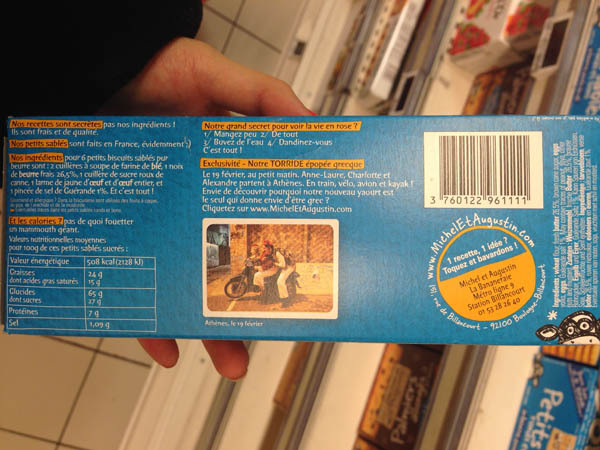 Nos recettes sont secrètes, pas nos ingrédients !
Ils sont frais et de qualité.
Nos petits sablés sont faits en France, évidemment ;)
Nos ingrédients pour 6 petits biscuits sablés pur
beurre sont : 2 cuillères à soupe de farine de blé, 1 noix
de beurre frais 26,5%, 1 cuillère de sucre roux de
canne, 1 larme de jaune d'œuf et d'œuf entier, et
1 pincée de sel de Guérande 1%. Et c'est tout !
Et les calories ? pas de quoi fouetter
un mammouth géant.
Valeurs nutritionnelles moyennes
pour 100g de ces petits sablés sucrés :
Valeur énergétique 508 kcal (2128 kJ)
Graisses 24 g
dont acides gras saturés 15 g
Glucides 65 g
dont sucres 27 g
Protéines 7 g
Sel 1,09 g
Notre grand secret pour voir la vie en rose ?
1/ Mangez peu 2/ De tout
3/ Buvez de l'eau 4/ Dandinez-vous
C'est tout !
Exclusivité - Notre TORRIDE épopée grecque
Le 19 février, au petit matin. Anne-Laure, Charlotte et
Alexandre partent à Athènes. En train, vélo, avion et kayak !
Envie de découvrir pourquoi notre nouveau yaourt est
le seul qui donne envie d'être grec ?
Cliquetez sur www.MichelEtAugustin.com
Athènes, le 19 février
3 760122 961111
www.MichelEtAugustin.com
1 recette, 1 idée ?
Toquez et bavardons !
Michel et Augustin
La Bananeraie
Métro ligne 9
Station Billancourt
01 53 28 26 40
rue de Billancourt - 92100 Boulogne-Billancourt
Petits
Palmiers